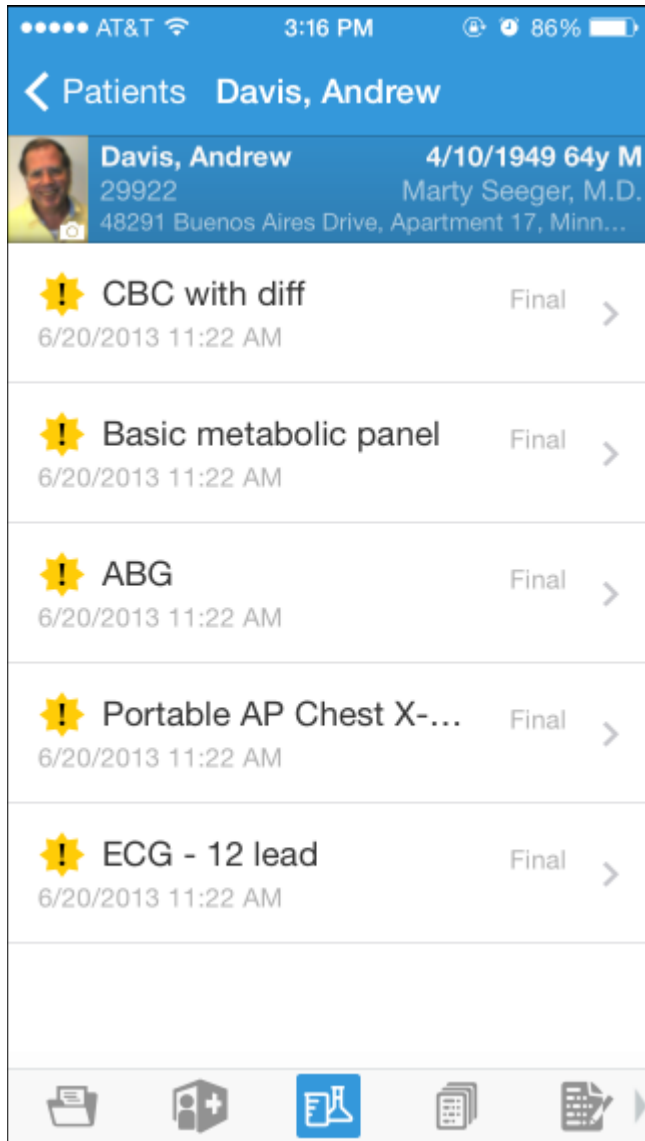 AT&T 3:16 PM 86%
Patients Davis, Andrew
Davis, Andrew 4/10/1949 64y M
29922 Marty Seeger, M.D.
48291 Buenos Aires Drive, Apartment 17, Minn...
! CBC with diff Final
6/20/2013 11:22 AM
! Basic metabolic panel Final
6/20/2013 11:22 AM
! ABG Final
6/20/2013 11:22 AM
! Portable AP Chest X-... Final
6/20/2013 11:22 AM
! ECG - 12 lead Final
6/20/2013 11:22 AM